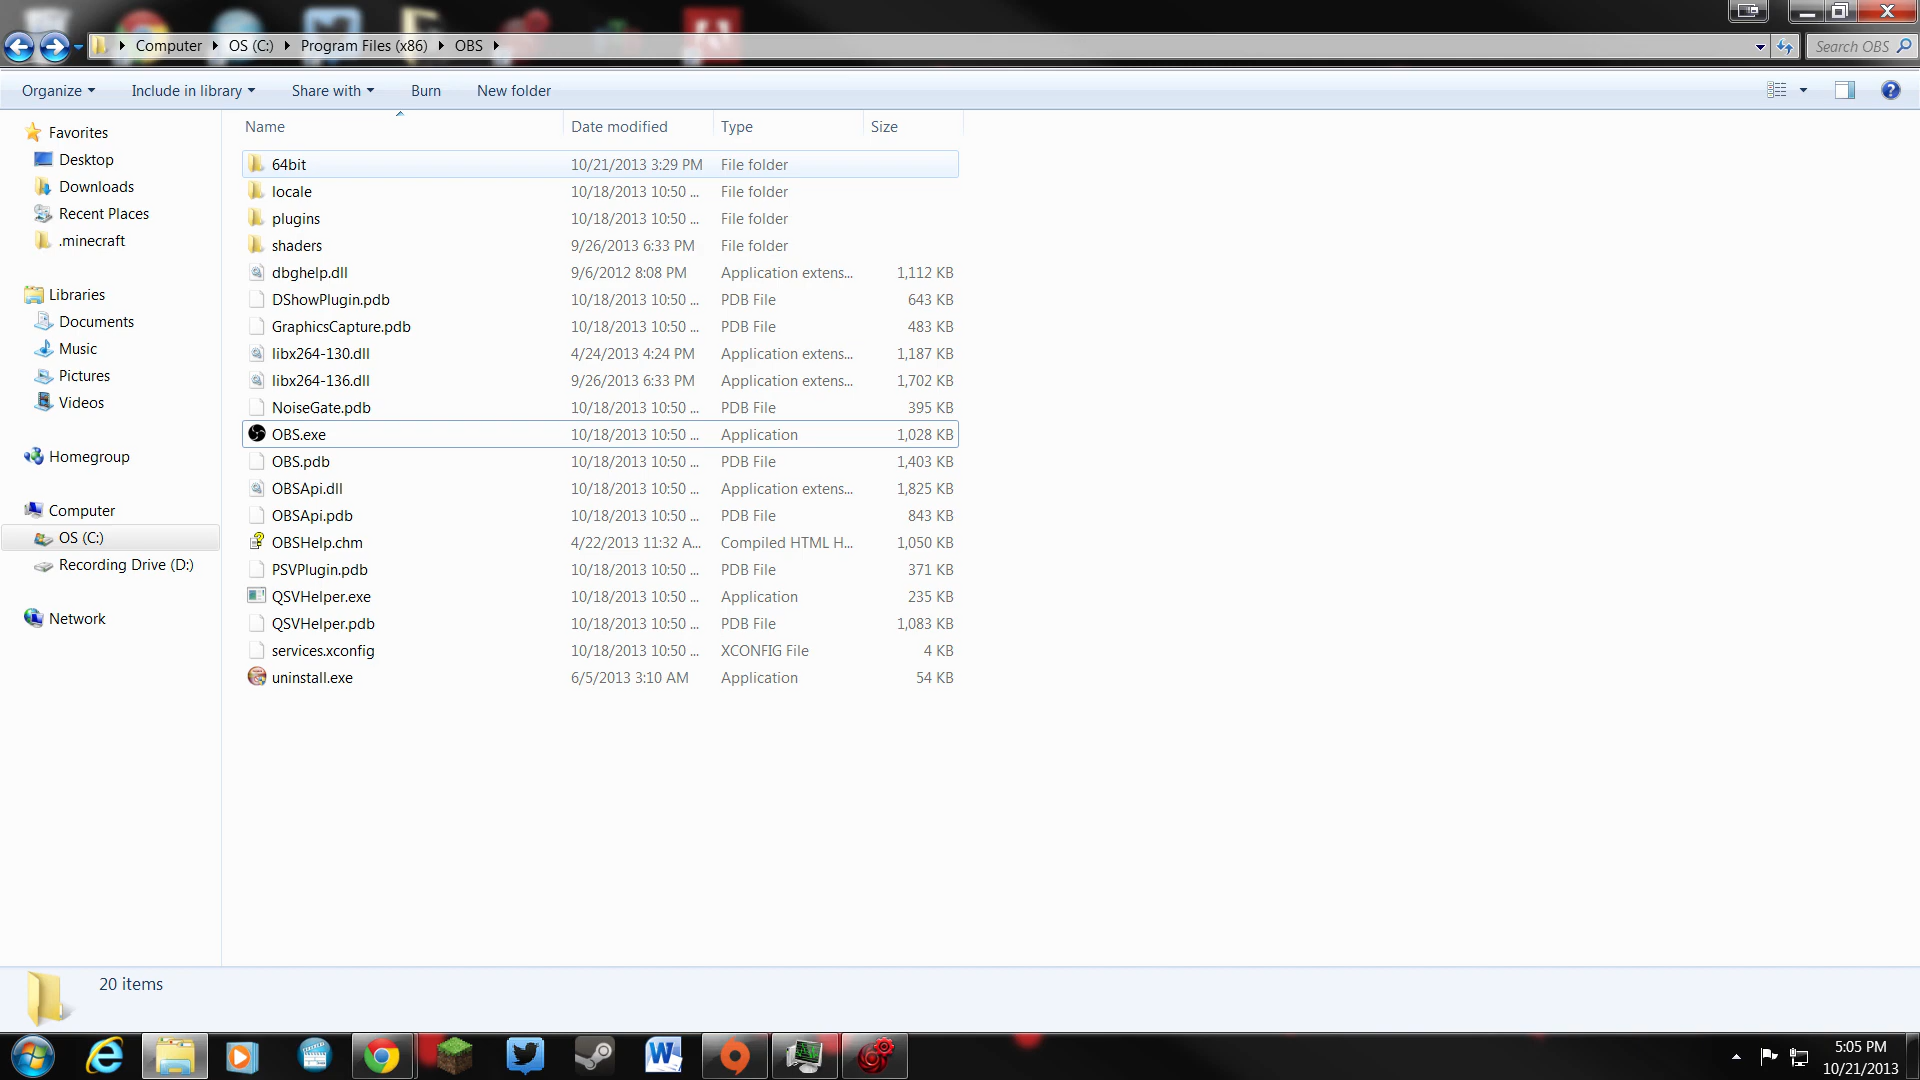 Computer OS (C:) Program Files (x86) OBS Search OBS
Organize Include in library Share with Burn New folder
Name Date modified Type Size
Favorites
Desktop
Downloads
Recent Places
.minecraft
Libraries
Documents
Music
Pictures
Videos
Homegroup
Computer
OS (C:)
Recording Drive (D:)
Network
64bit 10/21/2013 3:29 PM File folder
locale 10/18/2013 10:50 ... File folder
plugins 10/18/2013 10:50 ... File folder
shaders 9/26/2013 6:33 PM File folder
dbghelp.dll 9/6/2012 8:08 PM Application extens... 1,112 KB
DShowPlugin.pdb 10/18/2013 10:50 ... PDB File 643 KB
GraphicsCapture.pdb 10/18/2013 10:50 ... PDB File 483 KB
libx264-130.dll 4/24/2013 4:24 PM Application extens... 1,187 KB
libx264-136.dll 9/26/2013 6:33 PM Application extens... 1,702 KB
NoiseGate.pdb 10/18/2013 10:50 ... PDB File 395 KB
OBS.exe 10/18/2013 10:50 ... Application 1,028 KB
OBS.pdb 10/18/2013 10:50 ... PDB File 1,403 KB
OBSApi.dll 10/18/2013 10:50 ... Application extens... 1,825 KB
OBSApi.pdb 10/18/2013 10:50 ... PDB File 843 KB
OBSHelp.chm 4/22/2013 11:32 A... Compiled HTML H... 1,050 KB
PSVPlugin.pdb 10/18/2013 10:50 ... PDB File 371 KB
QSVHelper.exe 10/18/2013 10:50 ... Application 235 KB
QSVHelper.pdb 10/18/2013 10:50 ... PDB File 1,083 KB
services.xconfig 10/18/2013 10:50 ... XCONFIG File 4 KB
uninstall.exe 6/5/2013 3:10 AM Application 54 KB
20 items
5:05 PM
10/21/2013